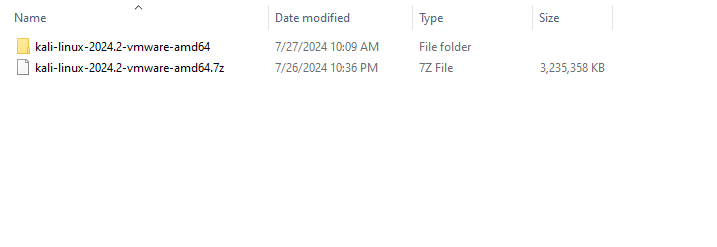 Name Date modified Type Size
kali-linux-2024.2-vmware-amd64 7/27/2024 10:09 AM File folder
kali-linux-2024.2-vmware-amd64.7z 7/26/2024 10:36 PM 7Z File 3,235,358 KB